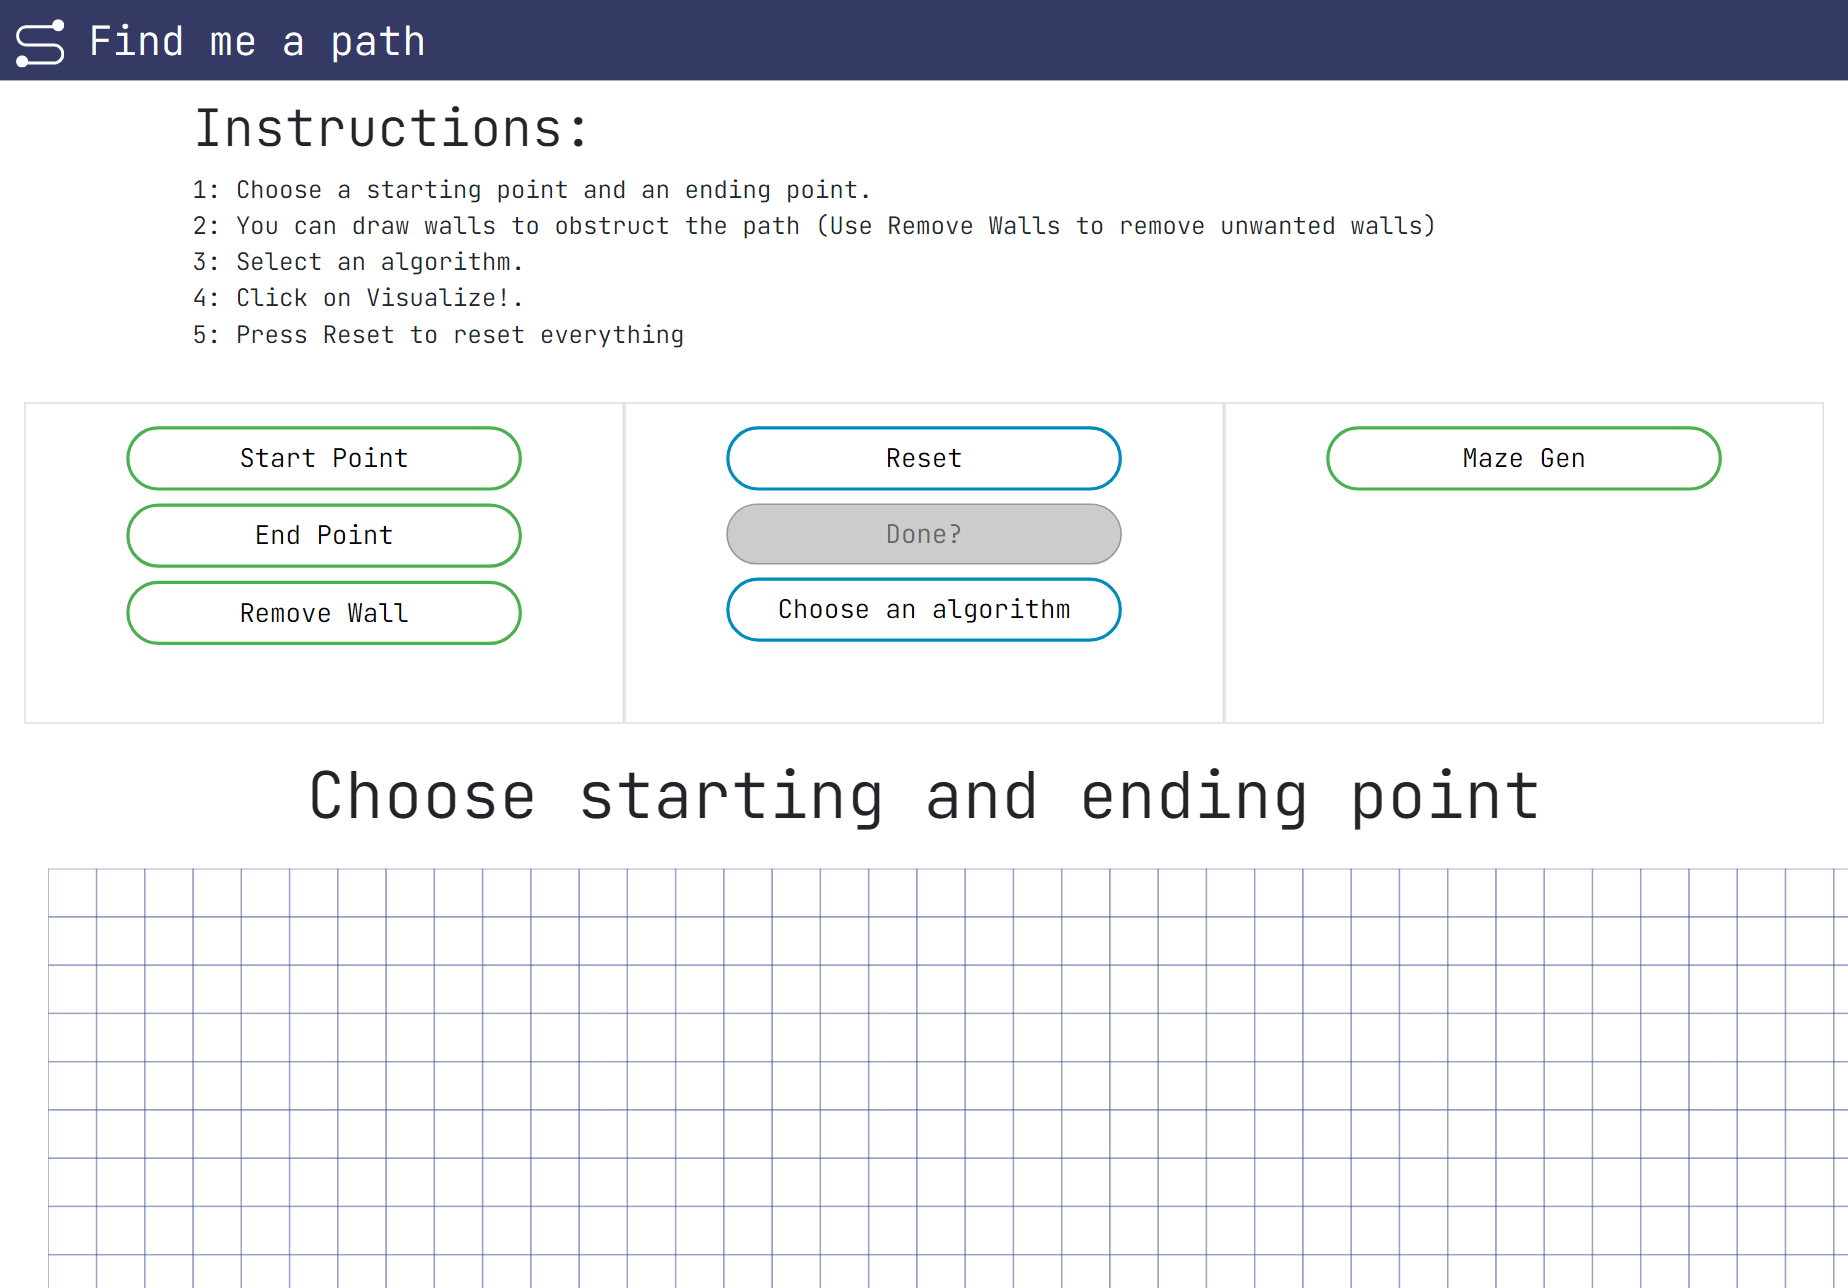 Find me a path
Instructions:
1: Choose a starting point and an ending point.
2: You can draw walls to obstruct the path (Use Remove Walls to remove unwanted walls)
3: Select an algorithm.
4: Click on Visualize!.
5: Press Reset to reset everything
Start Point
End Point
Remove Wall
Reset
Done?
Choose an algorithm
Maze Gen
Choose starting and ending point